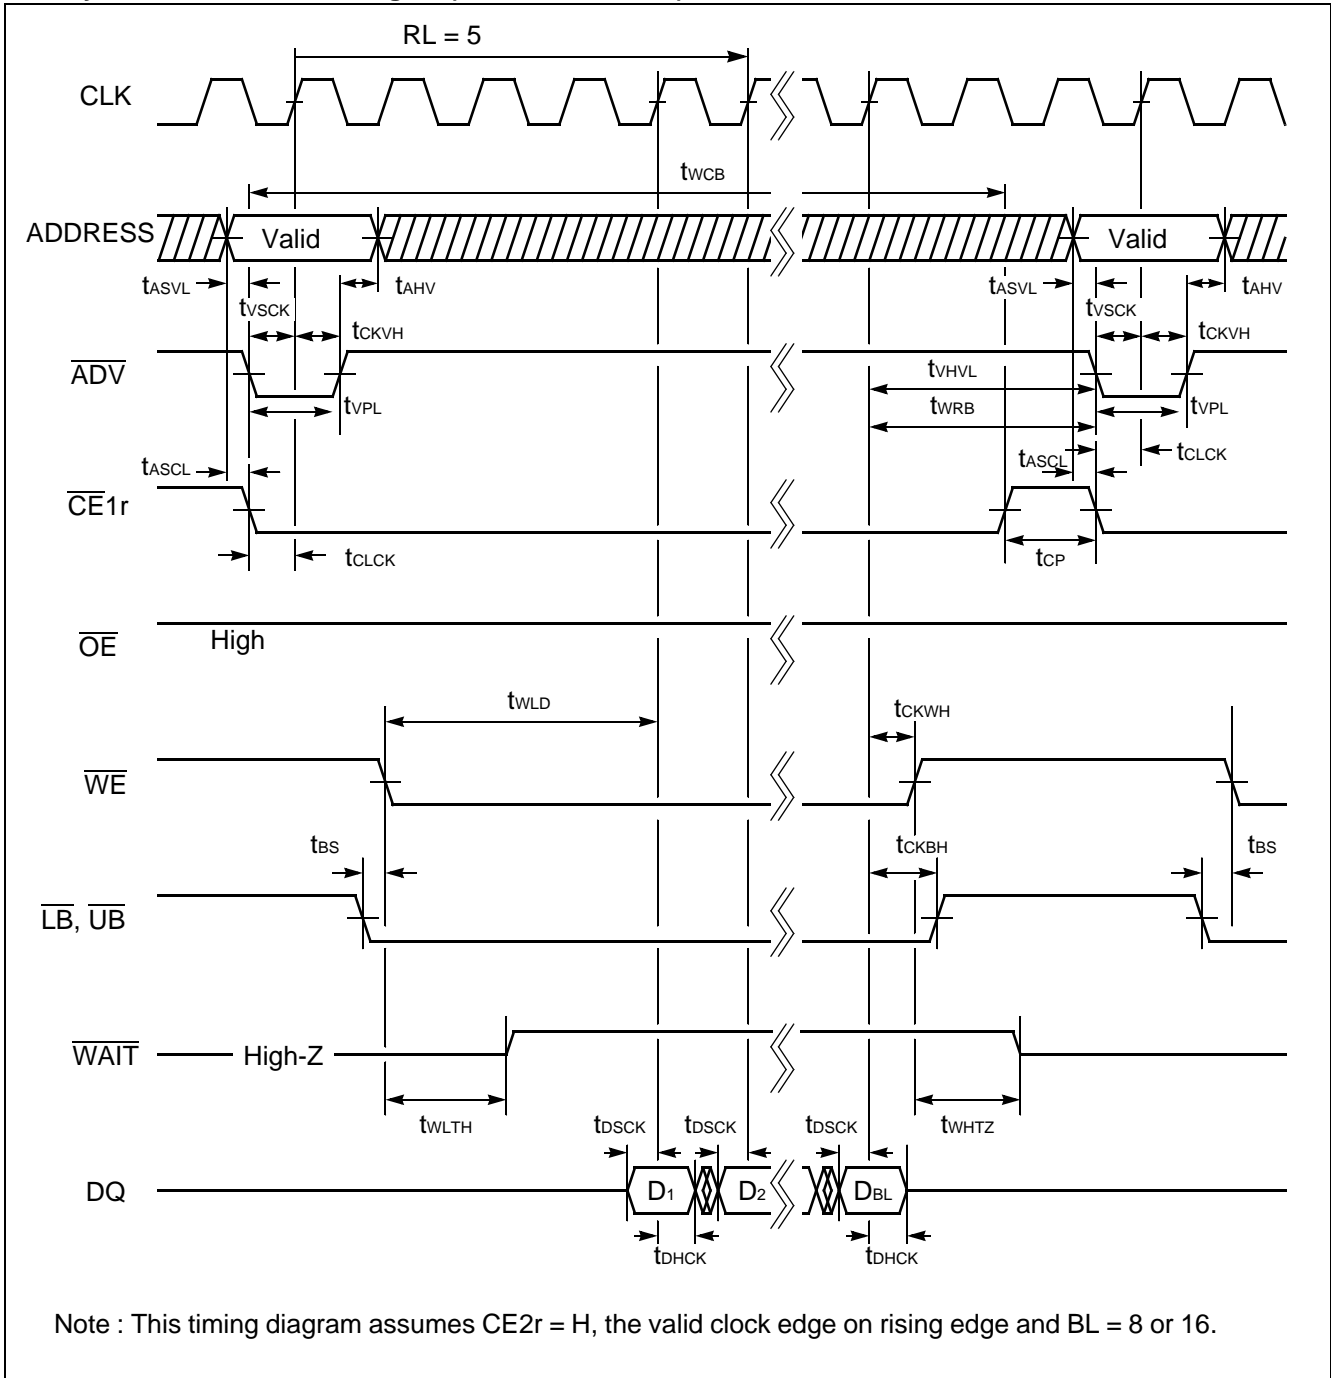 RL = 5
CLK
tWCB
ADDRESS
Valid
Valid
tASVL
tAHV
tASVL
tAHV
tVSCK
tVSCK
tCKVH
tCKVH
ADV
tVHVL
tVPL
tWRB
tVPL
tASCL
tASCL
tCLCK
CE1r
tCLCK
tCP
OE
High
tWLD
tCKWH
WE
tBS
tCKBH
tBS
LB, UB
WAIT
High-Z
tWLTH
tDSCK
tDSCK
tDSCK
tWHTZ
DQ
D1
D2
DBL
tDHCK
tDHCK
Note : This timing diagram assumes CE2r = H, the valid clock edge on rising edge and BL = 8 or 16.